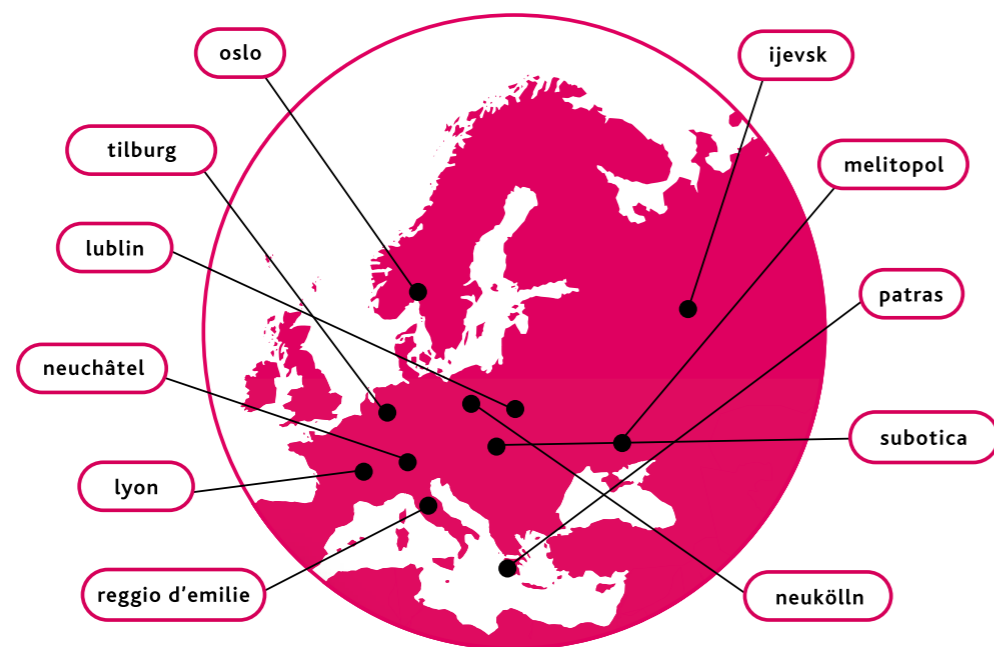 oslo
ijevsk
tilburg
melitopol
lublin
patras
neuchâtel
subotica
lyon
reggio d'emilie
neukölln